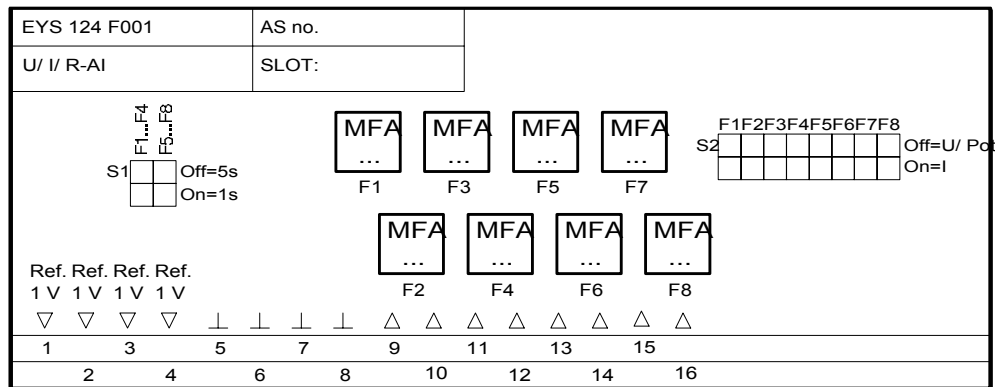 EYS 124 F001 AS no.
U/ I/ R-AI SLOT:
F1...F4
F5...F8
S1 Off=5s
On=1s
MFA MFA MFA MFA
... ... ... ...
F1 F3 F5 F7
F1F2F3F4F5F6F7F8
S2 Off=U/ Pot
On=I
MFA MFA MFA MFA
... ... ... ...
F2 F4 F6 F8
Ref. Ref. Ref. Ref.
1 V 1 V 1 V 1 V
1 3 5 7 9 11 13 15
2 4 6 8 10 12 14 16